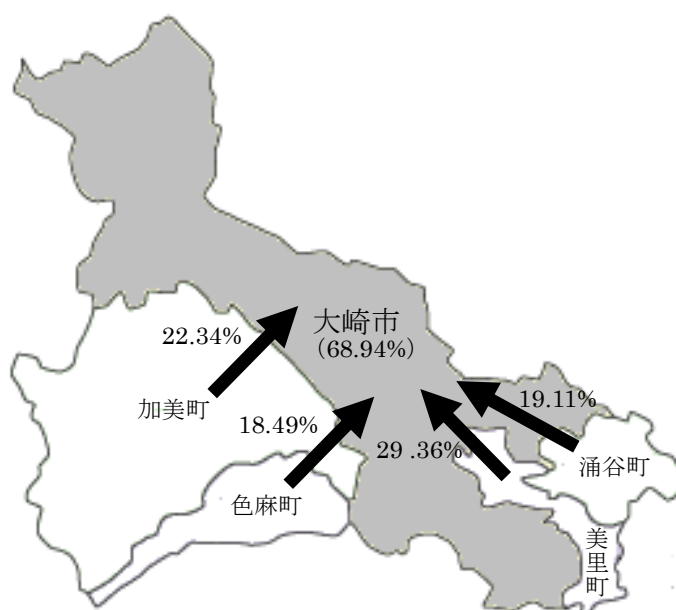 大崎市
（68.94%）
22.34%
加美町
19.11%
18.49%
29 .36%
涌谷町
色麻町
美里町